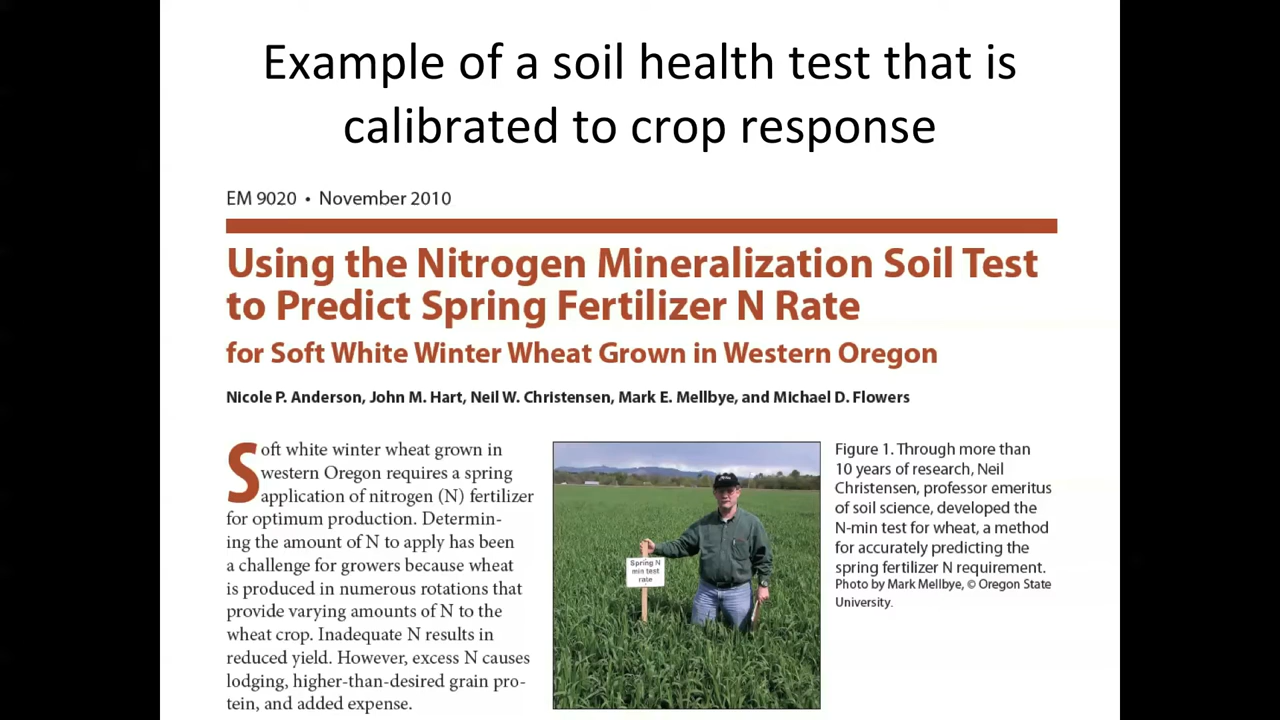 Example of a soil health test that is
calibrated to crop response
EM 9020 • November 2010
Using the Nitrogen Mineralization Soil Test
to Predict Spring Fertilizer N Rate
for Soft White Winter Wheat Grown in Western Oregon
Nicole P. Anderson, John M. Hart, Neil W. Christensen, Mark E. Mellbye, and Michael D. Flowers
Soft white winter wheat grown in
western Oregon requires a spring
application of nitrogen (N) fertilizer
for optimum production. Determin-
ing the amount of N to apply has been
a challenge for growers because wheat
is produced in numerous rotations that
provide varying amounts of N to the
wheat crop. Inadequate N results in
reduced yield. However, excess N causes
lodging, higher-than-desired grain pro-
tein, and added expense.
Spring N
min test
rate
Figure 1. Through more than
10 years of research, Neil
Christensen, professor emeritus
of soil science, developed the
N-min test for wheat, a method
for accurately predicting the
spring fertilizer N requirement.
Photo by Mark Mellbye, © Oregon State
University.